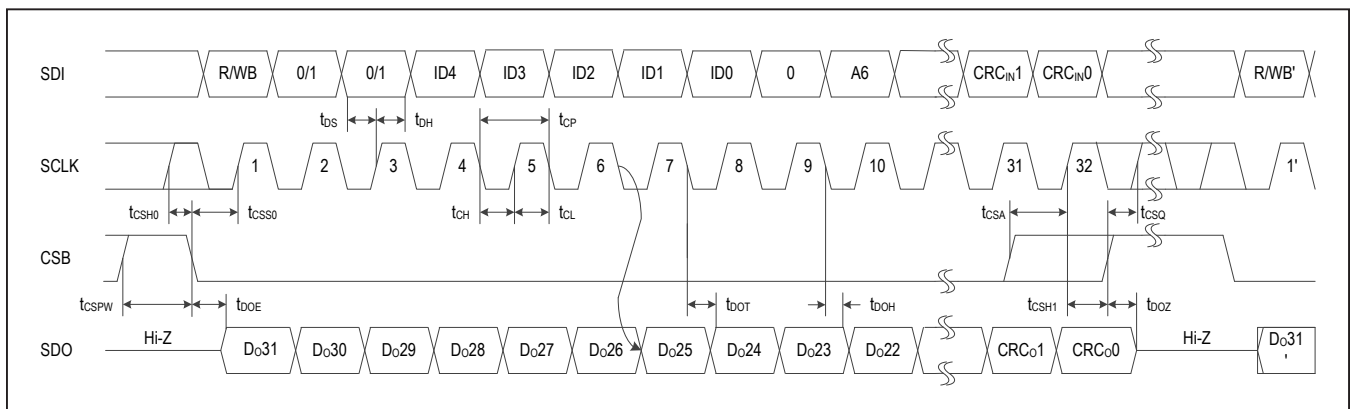 SDI R/WB 0/1 0/1 ID4 ID3 ID2 ID1 ID0 0 A6 CRCIN1 CRCIN0 R/WB'
tDS tDH tCP
SCLK 1 2 3 4 5 6 7 8 9 10 31 32 1'
tCSH0 tCSS0 tCH tCL tCSA tCSQ
CSB
tCSPW tDOE tDOT tDOH tCSH1 tDOZ
SDO Hi-Z DO31 DO30 DO29 DO28 DO27 DO26 DO25 DO24 DO23 DO22 CRCO1 CRCO0 Hi-Z DO31
'